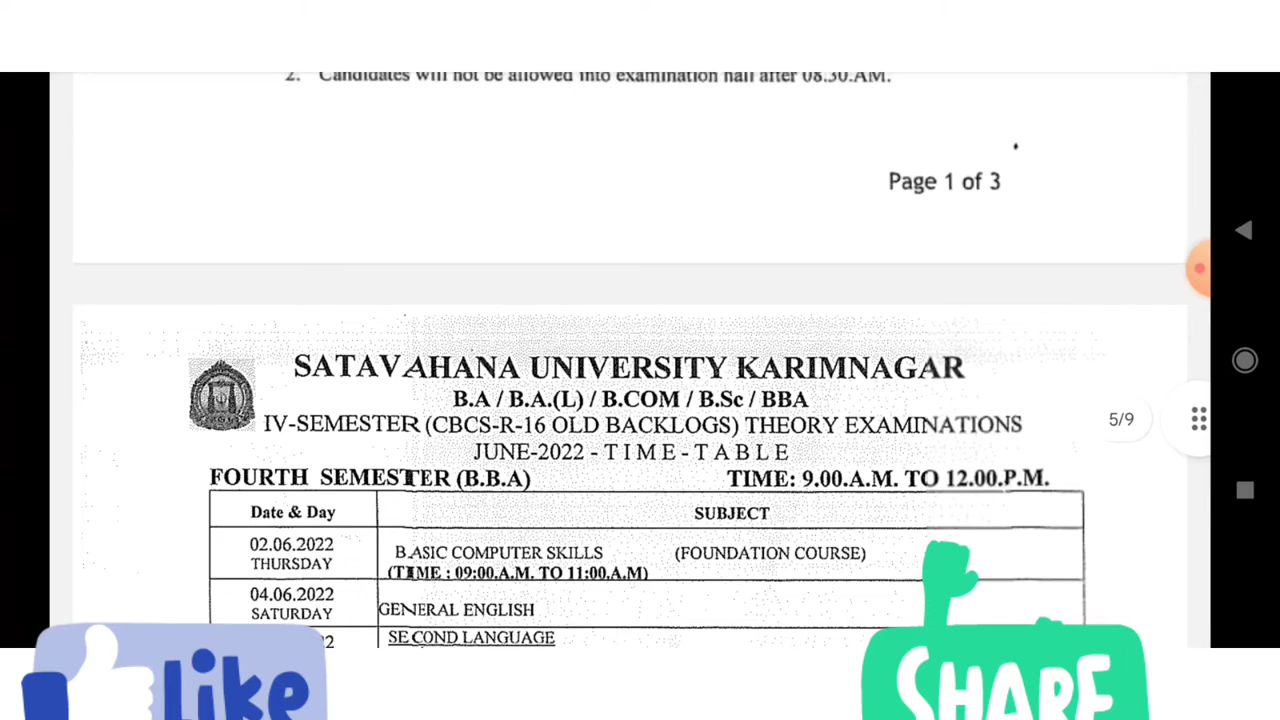 2. Candidates will not be allowed into examination hall after 08.30.AM.
Page 1 of 3
SATAVAHANA UNIVERSITY KARIMNAGAR
B.A / B.A.(L) / B.COM / B.Sc / BBA
IV-SEMESTER (CBCS-R-16 OLD BACKLOGS) THEORY EXAMINATIONS
5/9
JUNE-2022 - T I M E - T A B L E
FOURTH SEMESTER (B.B.A) TIME: 9.00.A.M. TO 12.00.P.M.
Date & Day SUBJECT
02.06.2022 BASIC COMPUTER SKILLS (FOUNDATION COURSE)
THURSDAY (TIME : 09:00.A.M. TO 11:00.A.M)
04.06.2022
SATURDAY GENERAL ENGLISH
SECOND LANGUAGE
Like
SHARE